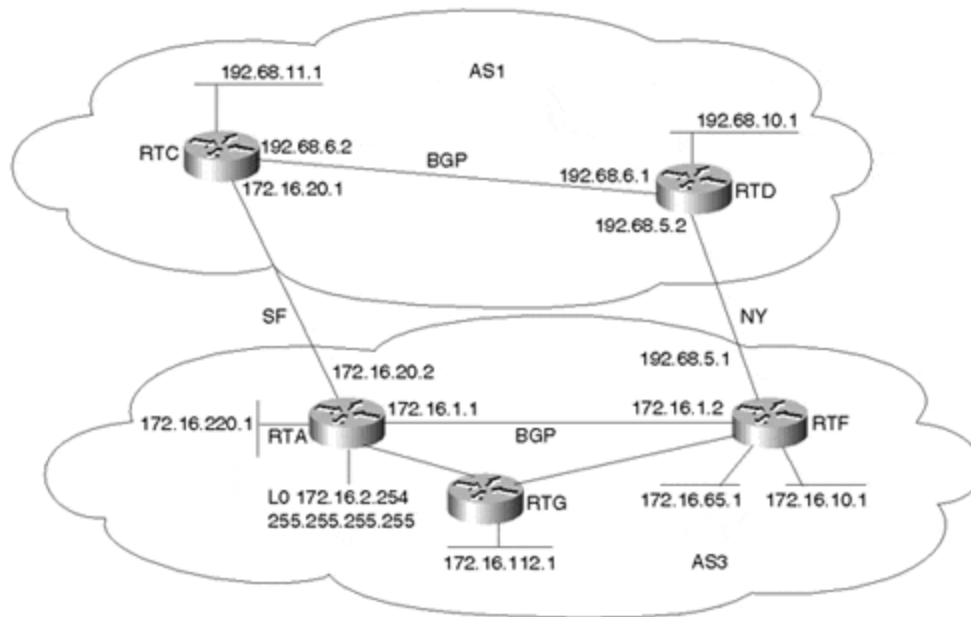 192.68.11.1
AS1
192.68.10.1
RTC
192.68.6.2
BGP
192.68.6.1
RTD
172.16.20.1
192.68.5.2
SF
NY
172.16.20.2
192.68.5.1
172.16.220.1
RTA
172.16.1.1
BGP
172.16.1.2
RTF
L0 172.16.2.254
255.255.255.255
RTG
172.16.65.1
172.16.10.1
172.16.112.1
AS3